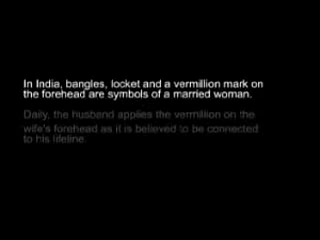 In India, bangles, locket and a vermillion mark on
the forehead are symbols of a married woman.
Daily, the husband applies the vermillion on the
wife's forehead as it is believed to be connected
to his lifeline.